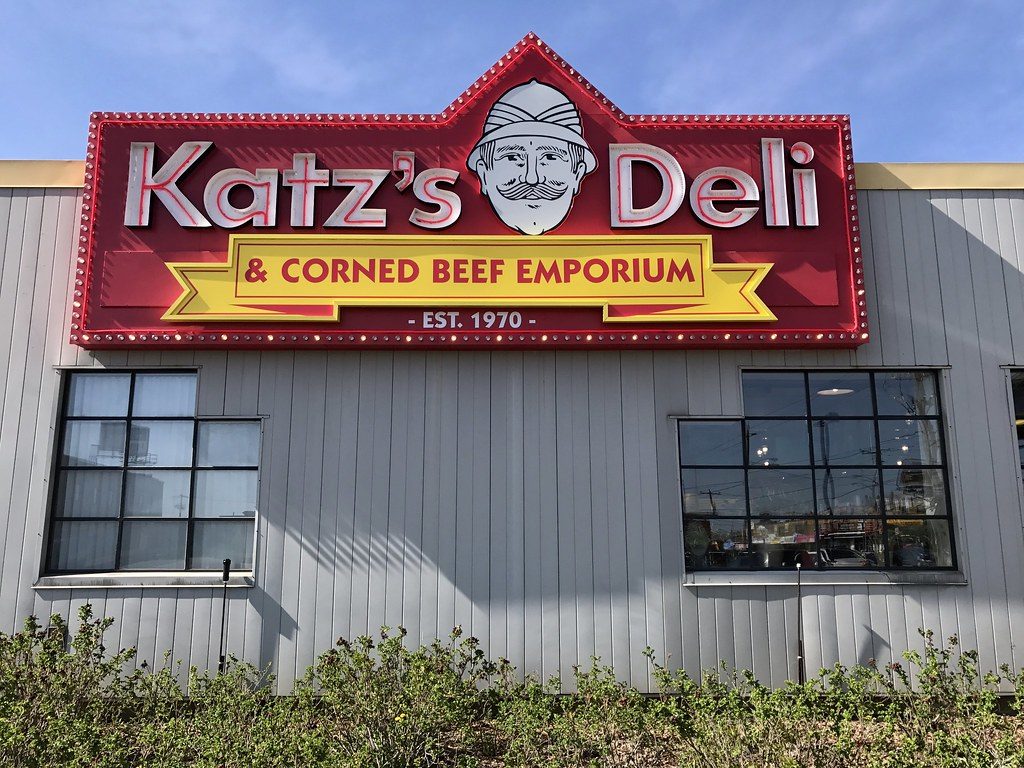 Katz's Deli
& CORNED BEEF EMPORIUM
- EST. 1970 -